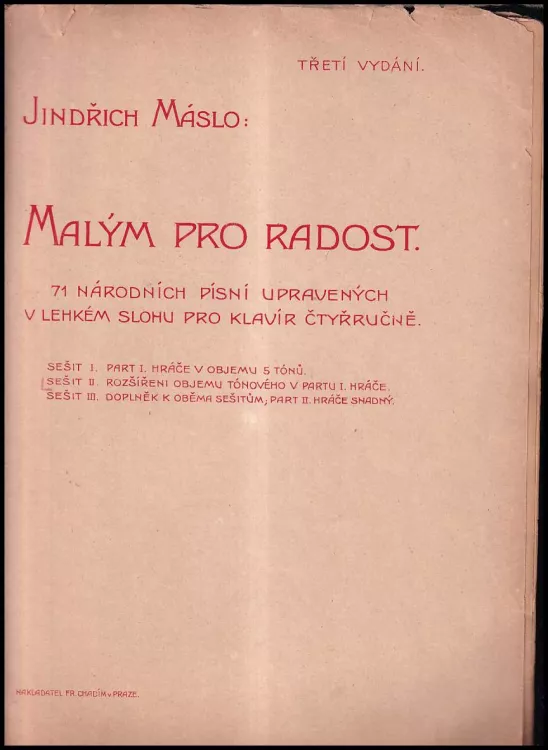 TŘETÍ VYDÁNÍ.
JINDŘICH MÁSLO:
MALÝM PRO RADOST.
71 NÁRODNÍCH PÍSNÍ UPRAVENÝCH
V LEHKÉM SLOHU PRO KLAVÍR ČTYŘRUČNĚ.
SEŠIT I. PART I. HRÁČE V OBJEMU 5 TÓNŮ.
SEŠIT II. ROZŠÍŘENI OBJEMU TÓNOVÉHO V PARTU I. HRÁČE.
SEŠIT III. DOPLNĚK K OBĚMA SEŠITŮM; PART II. HRÁČE SNADNÝ.
NAKLADATEL FR. CHADÍM V PRAZE.